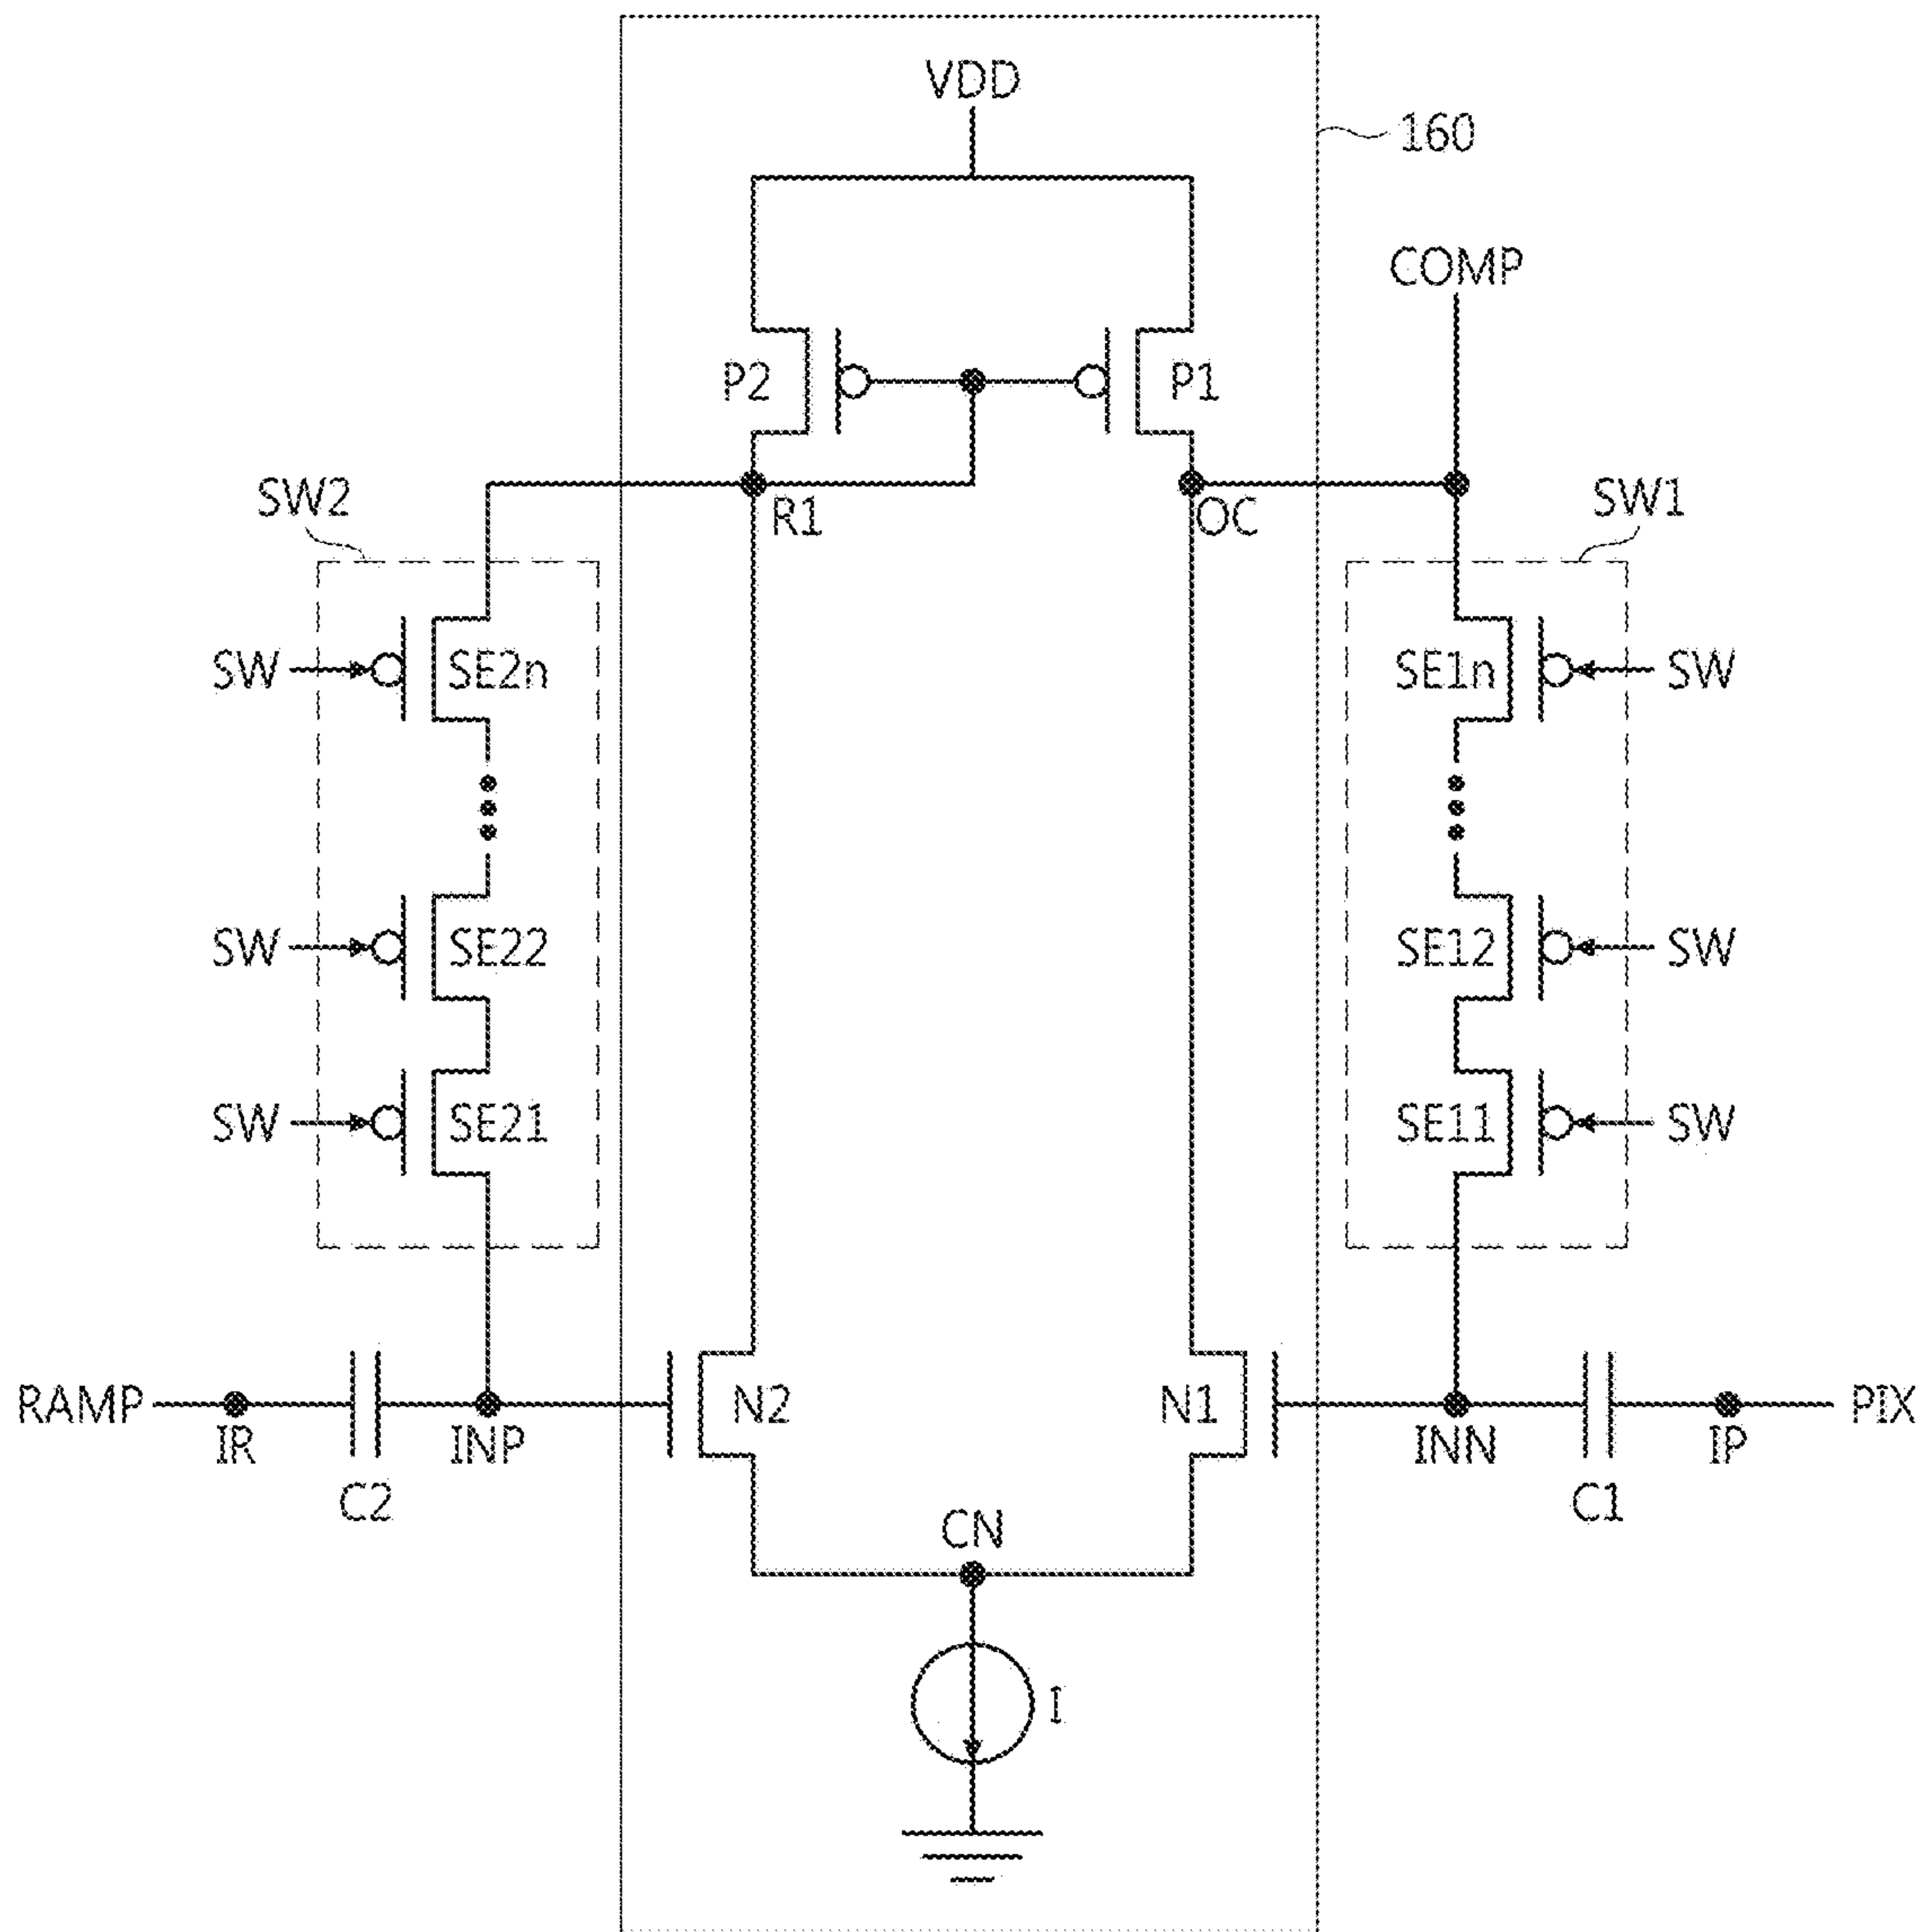 VDD
160
COMP
P2
P1
SW2
R1
OC
SW1
SW
SE2n
SE1n
SW
SW
SE22
SE12
SW
SW
SE21
SE11
SW
RAMP
IR
C2
INP
N2
N1
INN
C1
IP
PIX
CN
I